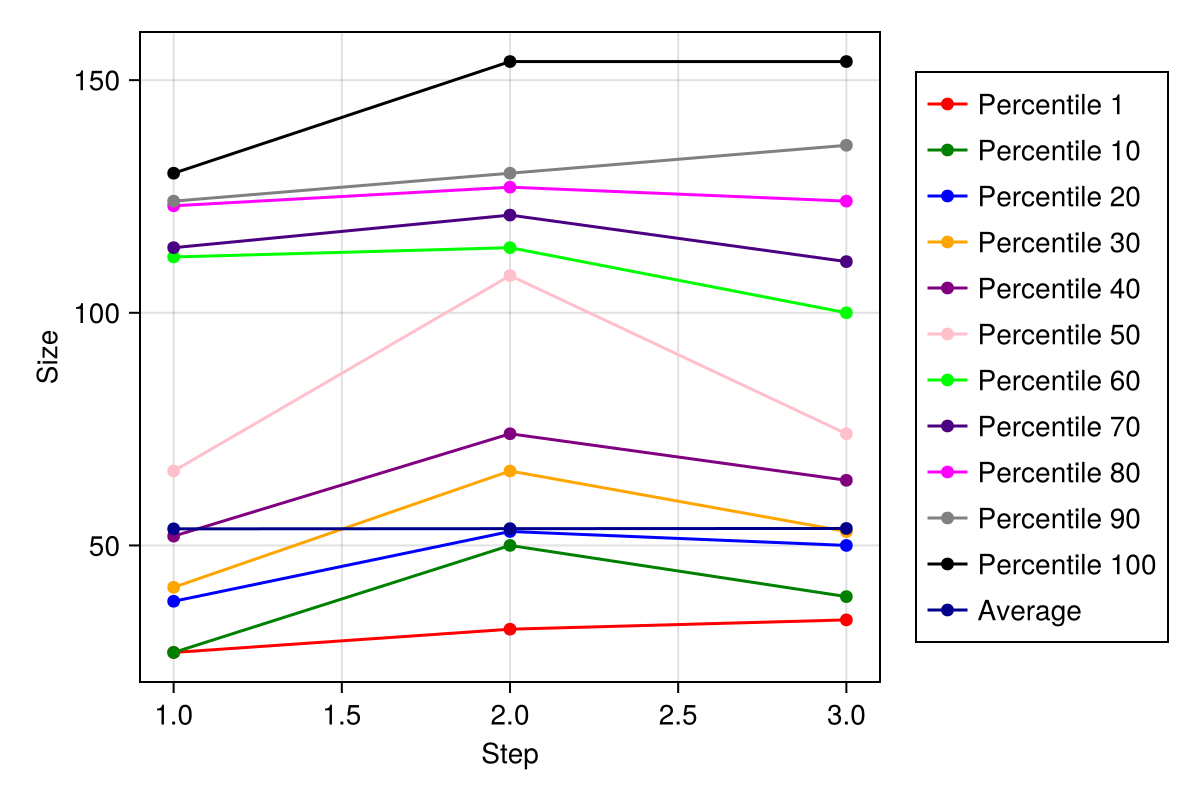 150
100
50
Size
1.0 1.5 2.0 2.5 3.0
Step
Percentile 1
Percentile 10
Percentile 20
Percentile 30
Percentile 40
Percentile 50
Percentile 60
Percentile 70
Percentile 80
Percentile 90
Percentile 100
Average